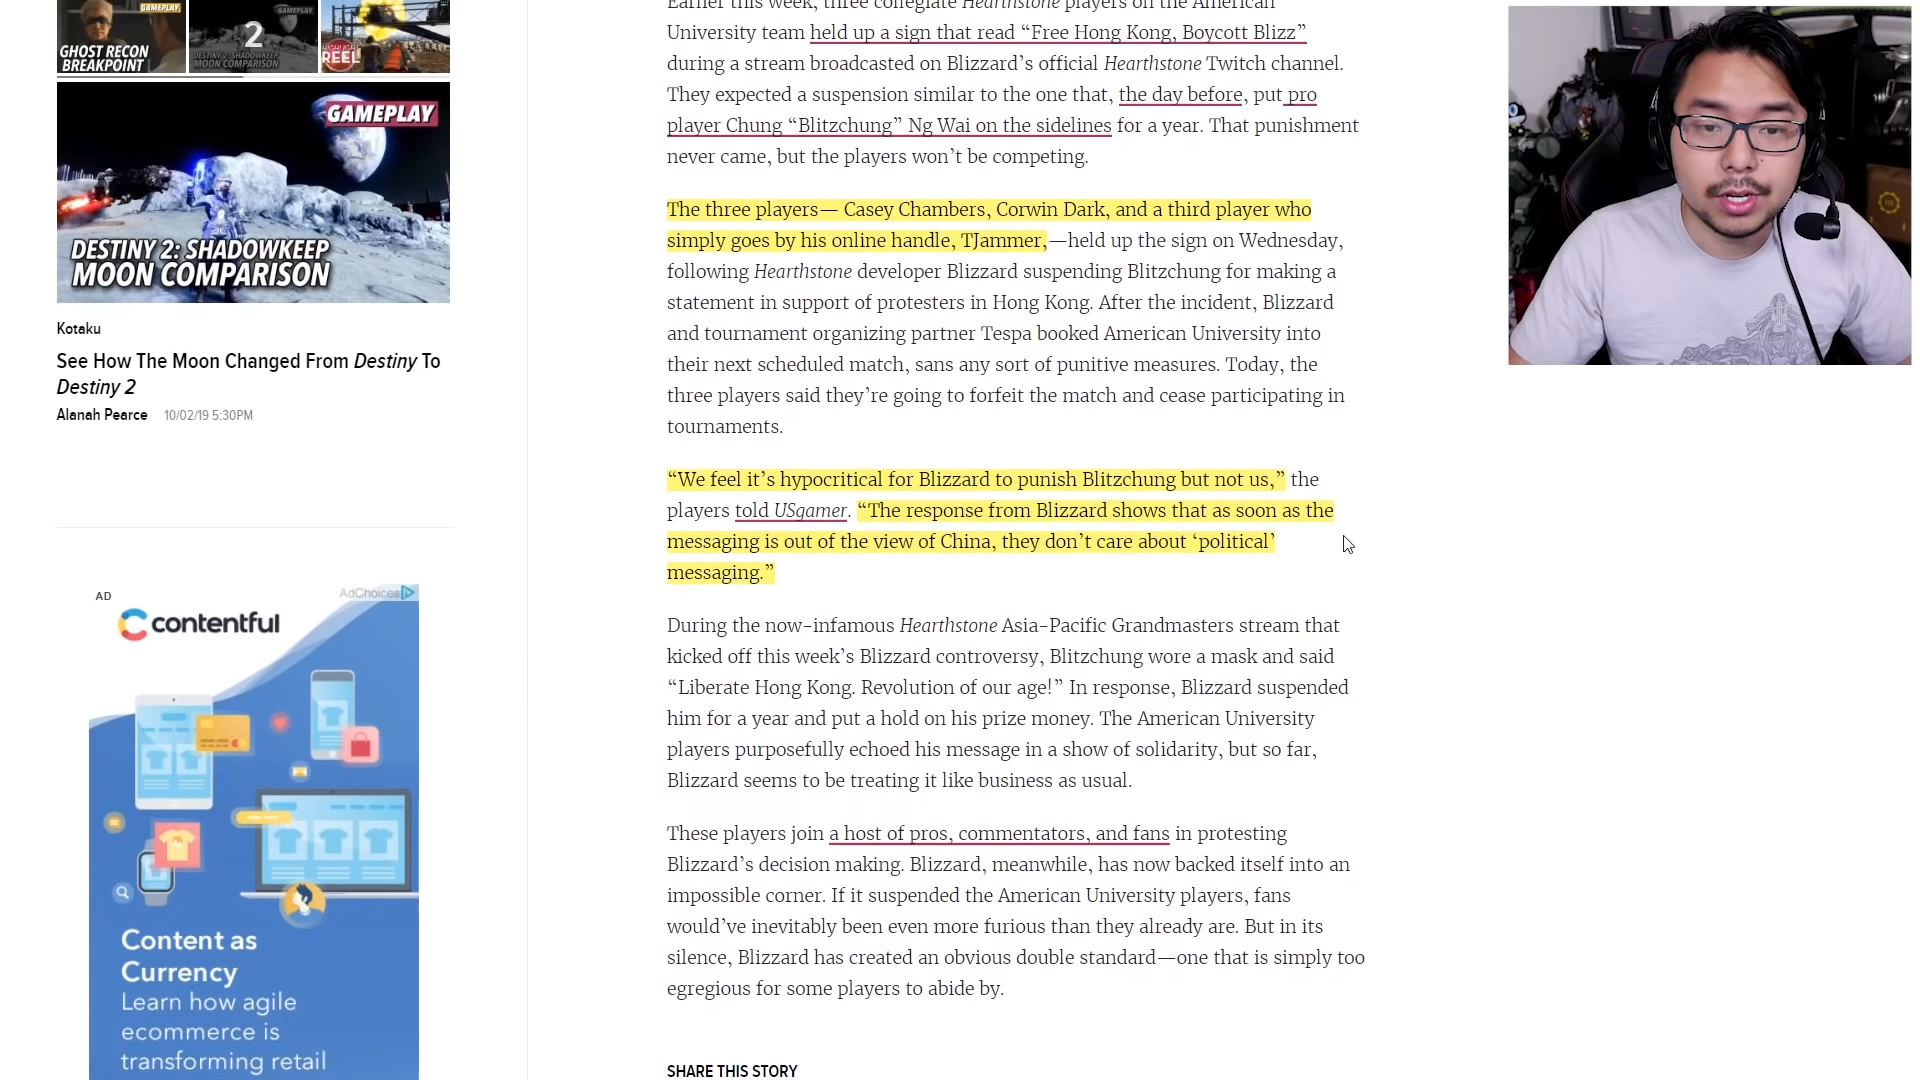 GAMEPLAY
GHOST RECON
BREAKPOINT
2
DESTINY 2: SHADOWKEEP
MOON COMPARISON
HIGHLIGHT
REEL
GAMEPLAY
DESTINY 2: SHADOWKEEP
MOON COMPARISON
Kotaku
See How The Moon Changed From Destiny To
Destiny 2
Alanah Pearce 10/02/19 5:30PM
AD
AdChoices
contentful
Content as
Currency
Learn how agile
ecommerce is
transforming retail
Earlier this week, three collegiate Hearthstone players on the American
University team held up a sign that read “Free Hong Kong, Boycott Blizz”
during a stream broadcasted on Blizzard’s official Hearthstone Twitch channel.
They expected a suspension similar to the one that, the day before, put pro
player Chung “Blitzchung” Ng Wai on the sidelines for a year. That punishment
never came, but the players won’t be competing.
The three players— Casey Chambers, Corwin Dark, and a third player who
simply goes by his online handle, TJammer,—held up the sign on Wednesday,
following Hearthstone developer Blizzard suspending Blitzchung for making a
statement in support of protesters in Hong Kong. After the incident, Blizzard
and tournament organizing partner Tespa booked American University into
their next scheduled match, sans any sort of punitive measures. Today, the
three players said they’re going to forfeit the match and cease participating in
tournaments.
“We feel it’s hypocritical for Blizzard to punish Blitzchung but not us,” the
players told USgamer. “The response from Blizzard shows that as soon as the
messaging is out of the view of China, they don’t care about ‘political’
messaging.”
During the now-infamous Hearthstone Asia-Pacific Grandmasters stream that
kicked off this week’s Blizzard controversy, Blitzchung wore a mask and said
“Liberate Hong Kong. Revolution of our age!” In response, Blizzard suspended
him for a year and put a hold on his prize money. The American University
players purposefully echoed his message in a show of solidarity, but so far,
Blizzard seems to be treating it like business as usual.
These players join a host of pros, commentators, and fans in protesting
Blizzard’s decision making. Blizzard, meanwhile, has now backed itself into an
impossible corner. If it suspended the American University players, fans
would’ve inevitably been even more furious than they already are. But in its
silence, Blizzard has created an obvious double standard—one that is simply too
egregious for some players to abide by.
SHARE THIS STORY